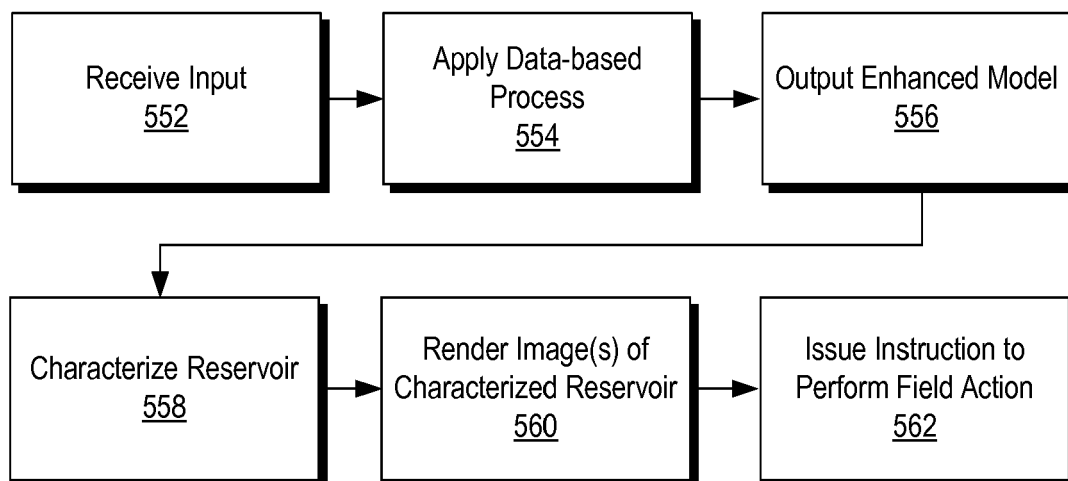 Receive Input
552
Apply Data-based
Process
554
Output Enhanced Model
556
Characterize Reservoir
558
Render Image(s) of
Characterized Reservoir
560
Issue Instruction to
Perform Field Action
562